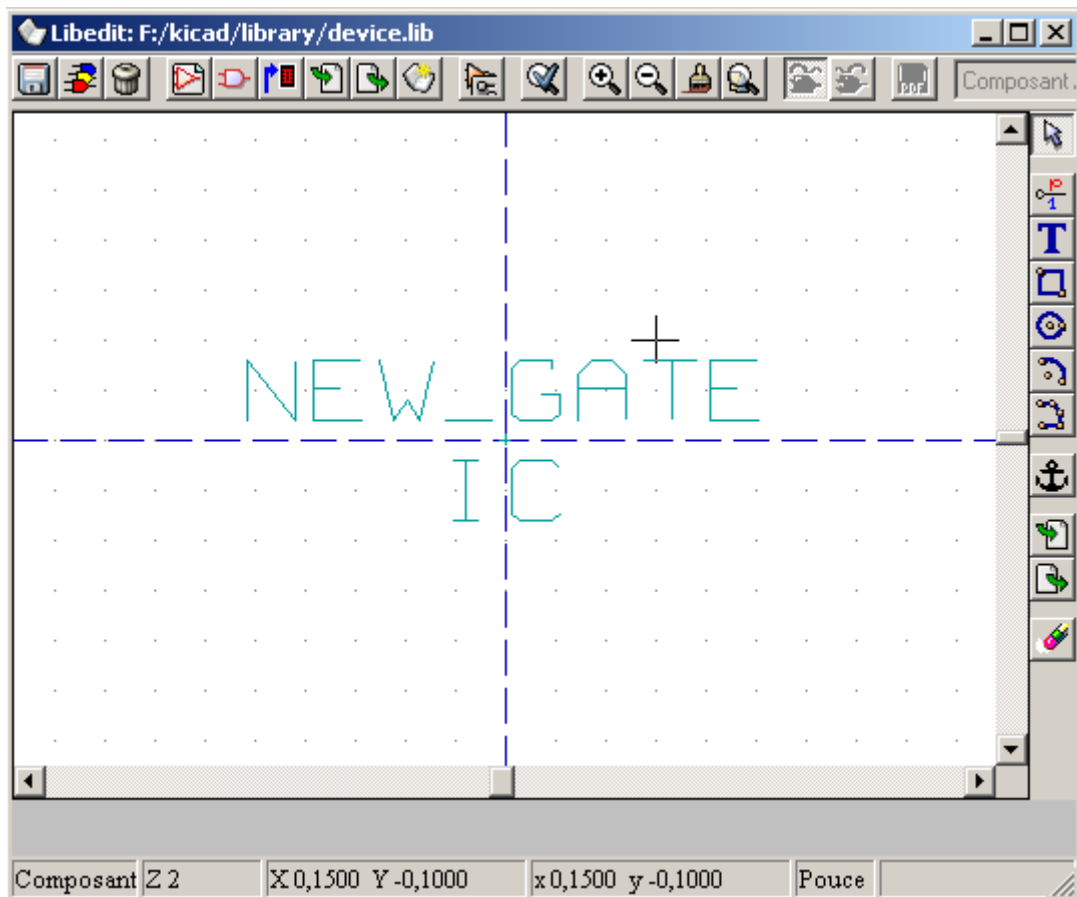 Libedit: F:/kicad/library/device.lib
PDF Composant.
NEW_GATE
IC
T
Composant Z 2 X 0,1500 Y -0,1000 x 0,1500 y -0,1000 Pouce